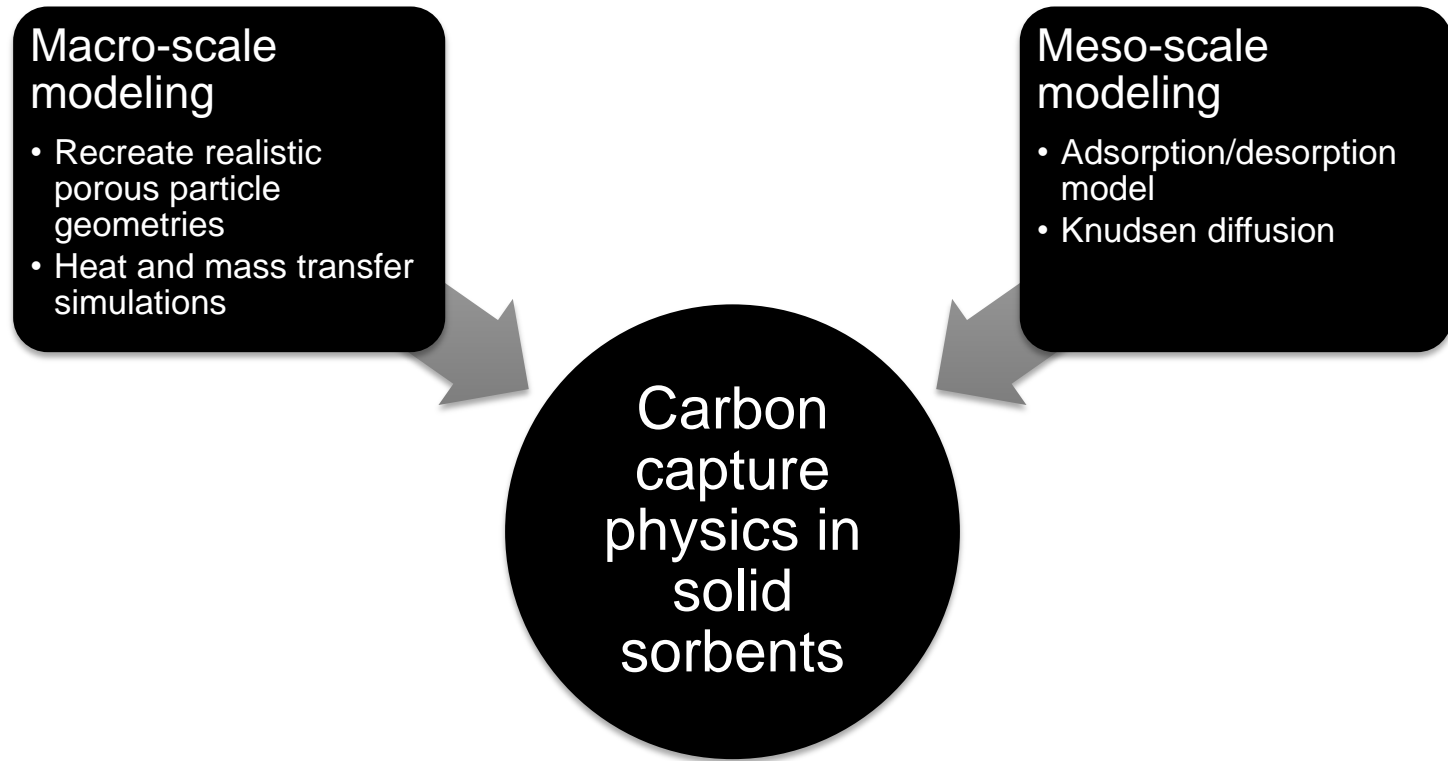 Macro-scale
modeling
• Recreate realistic
porous particle
geometries
• Heat and mass transfer
simulations
Meso-scale
modeling
• Adsorption/desorption
model
• Knudsen diffusion
Carbon
capture
physics in
solid
sorbents